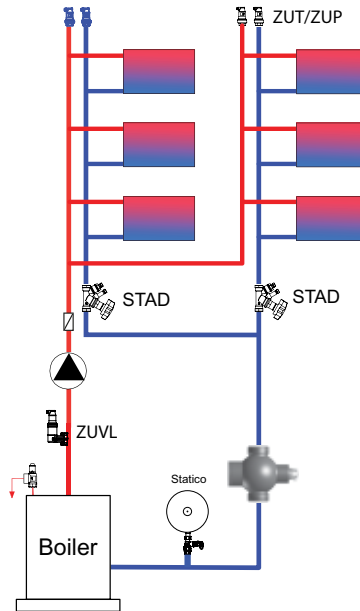 ZUT/ZUP
STAD
STAD
ZUVL
Statico
Boiler